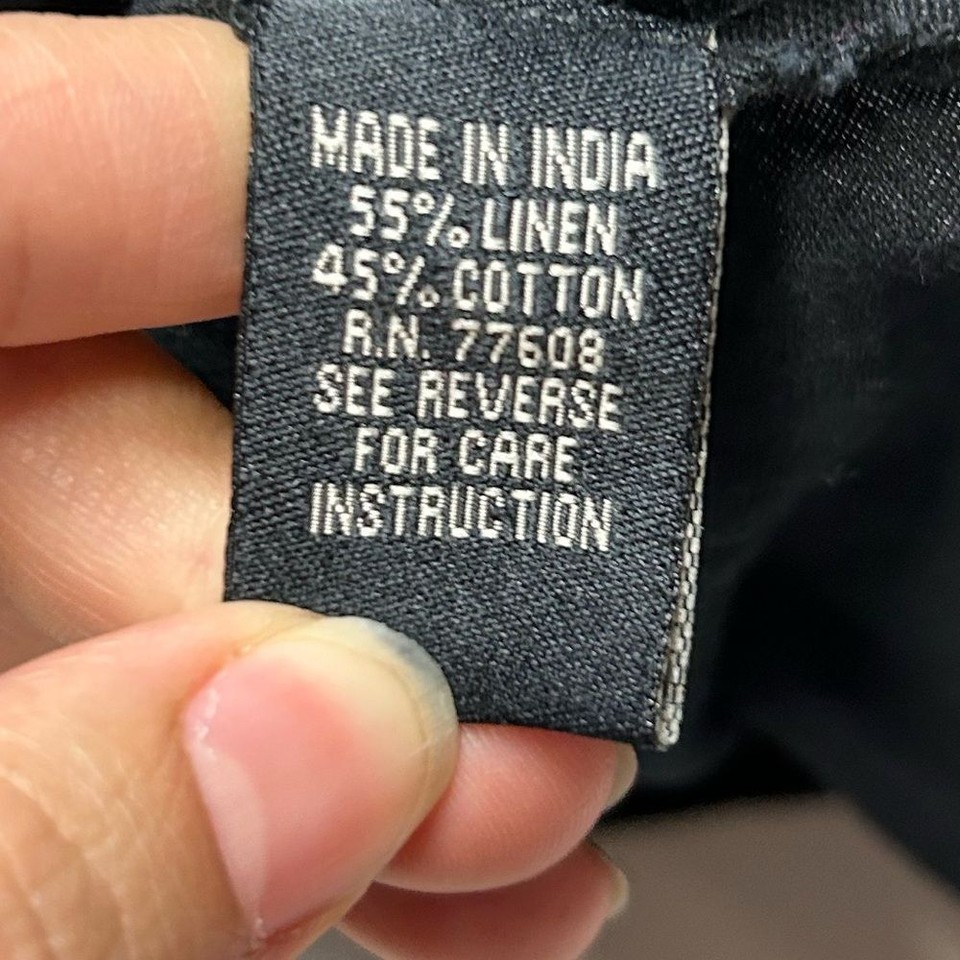 MADE IN INDIA
55% LINEN
45% COTTON
R.N. 77608
SEE REVERSE
FOR CARE
INSTRUCTION